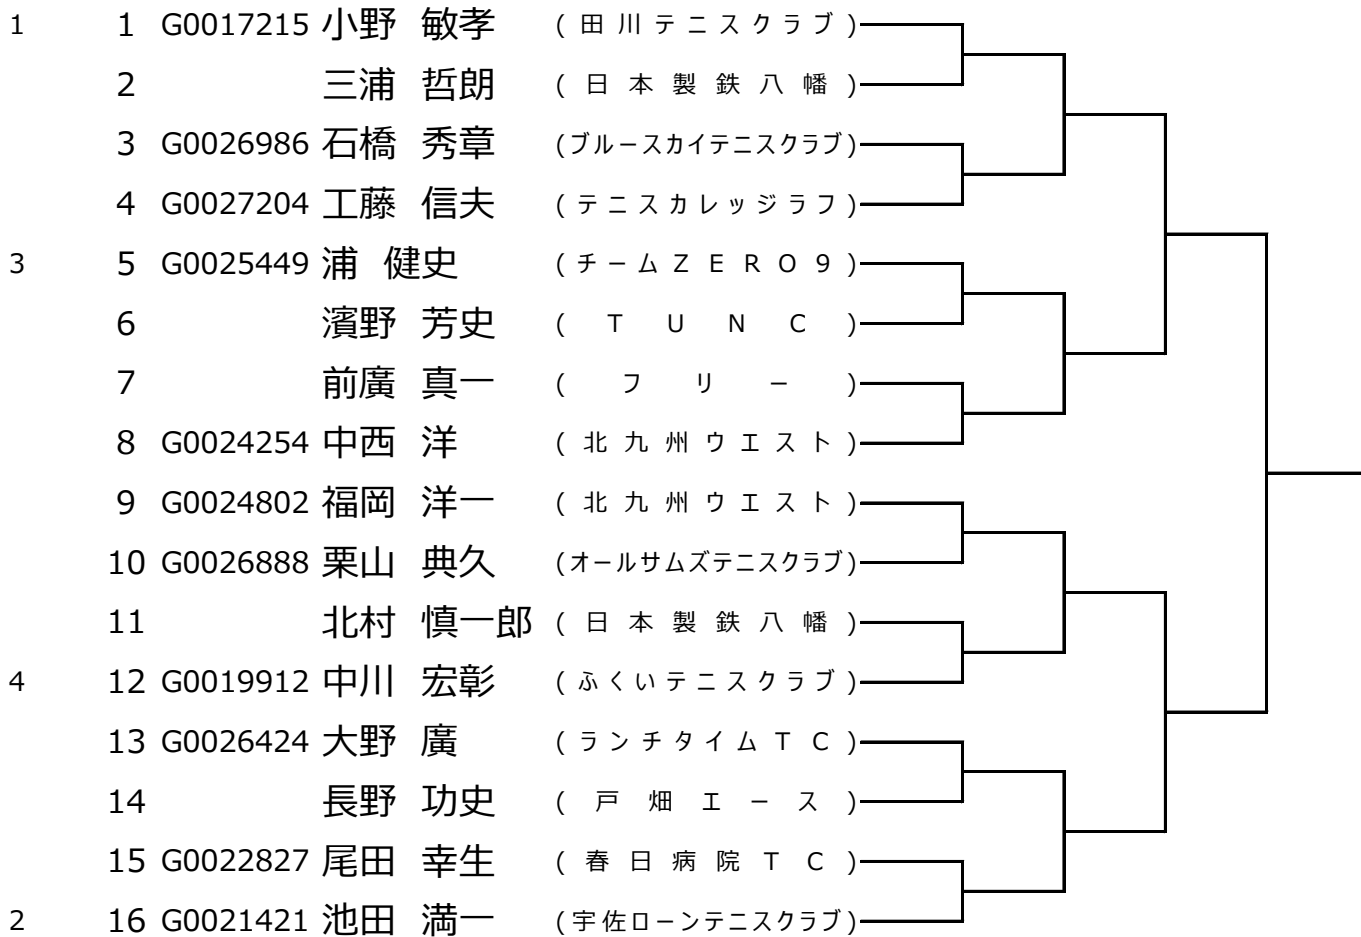 1 1 G0017215 小野 敏孝 (田川テニスクラブ)
2 三浦 哲朗 (日本製鉄八幡)
3 G0026986 石橋 秀章 (ブルースカイテニスクラブ)
4 G0027204 工藤 信夫 (テニスカレッジラフ)
3 5 G0025449 浦 健史 (チームZERO9)
6 濱野 芳史 (TUNC)
7 前廣 真一 (フリー)
8 G0024254 中西 洋 (北九州ウエスト)
9 G0024802 福岡 洋一 (北九州ウエスト)
10 G0026888 栗山 典久 (オールサムズテニスクラブ)
11 北村 慎一郎 (日本製鉄八幡)
4 12 G0019912 中川 宏彰 (ふくいテニスクラブ)
13 G0026424 大野 廣 (ランチタイムTC)
14 長野 功史 (戸畑エース)
15 G0022827 尾田 幸生 (春日病院TC)
2 16 G0021421 池田 満一 (宇佐ローンテニスクラブ)